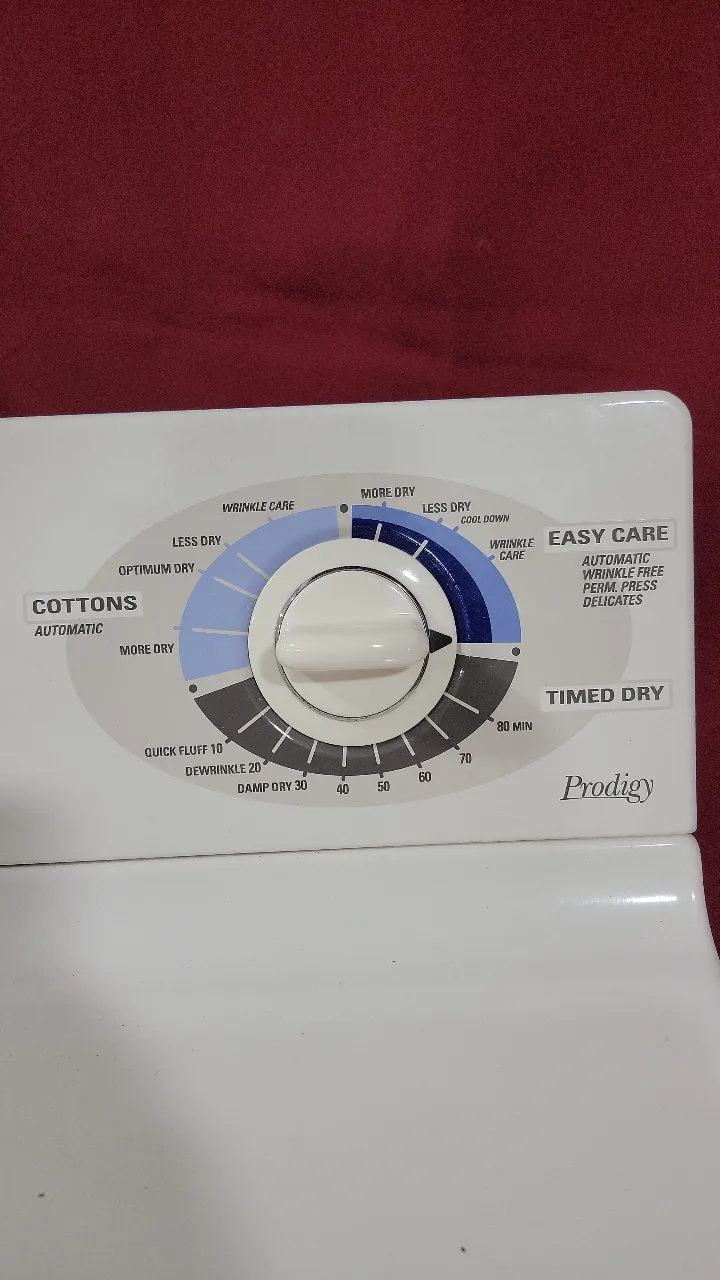 WRINKLE CARE
LESS DRY
OPTIMUM DRY
COTTONS
AUTOMATIC
MORE DRY
MORE DRY
LESS DRY
COOL DOWN
WRINKLE
CARE
EASY CARE
AUTOMATIC
WRINKLE FREE
PERM. PRESS
DELICATES
TIMED DRY
80 MIN
70
60
50
40
DAMP DRY 30
DEWRINKLE 20
QUICK FLUFF 10
Prodigy